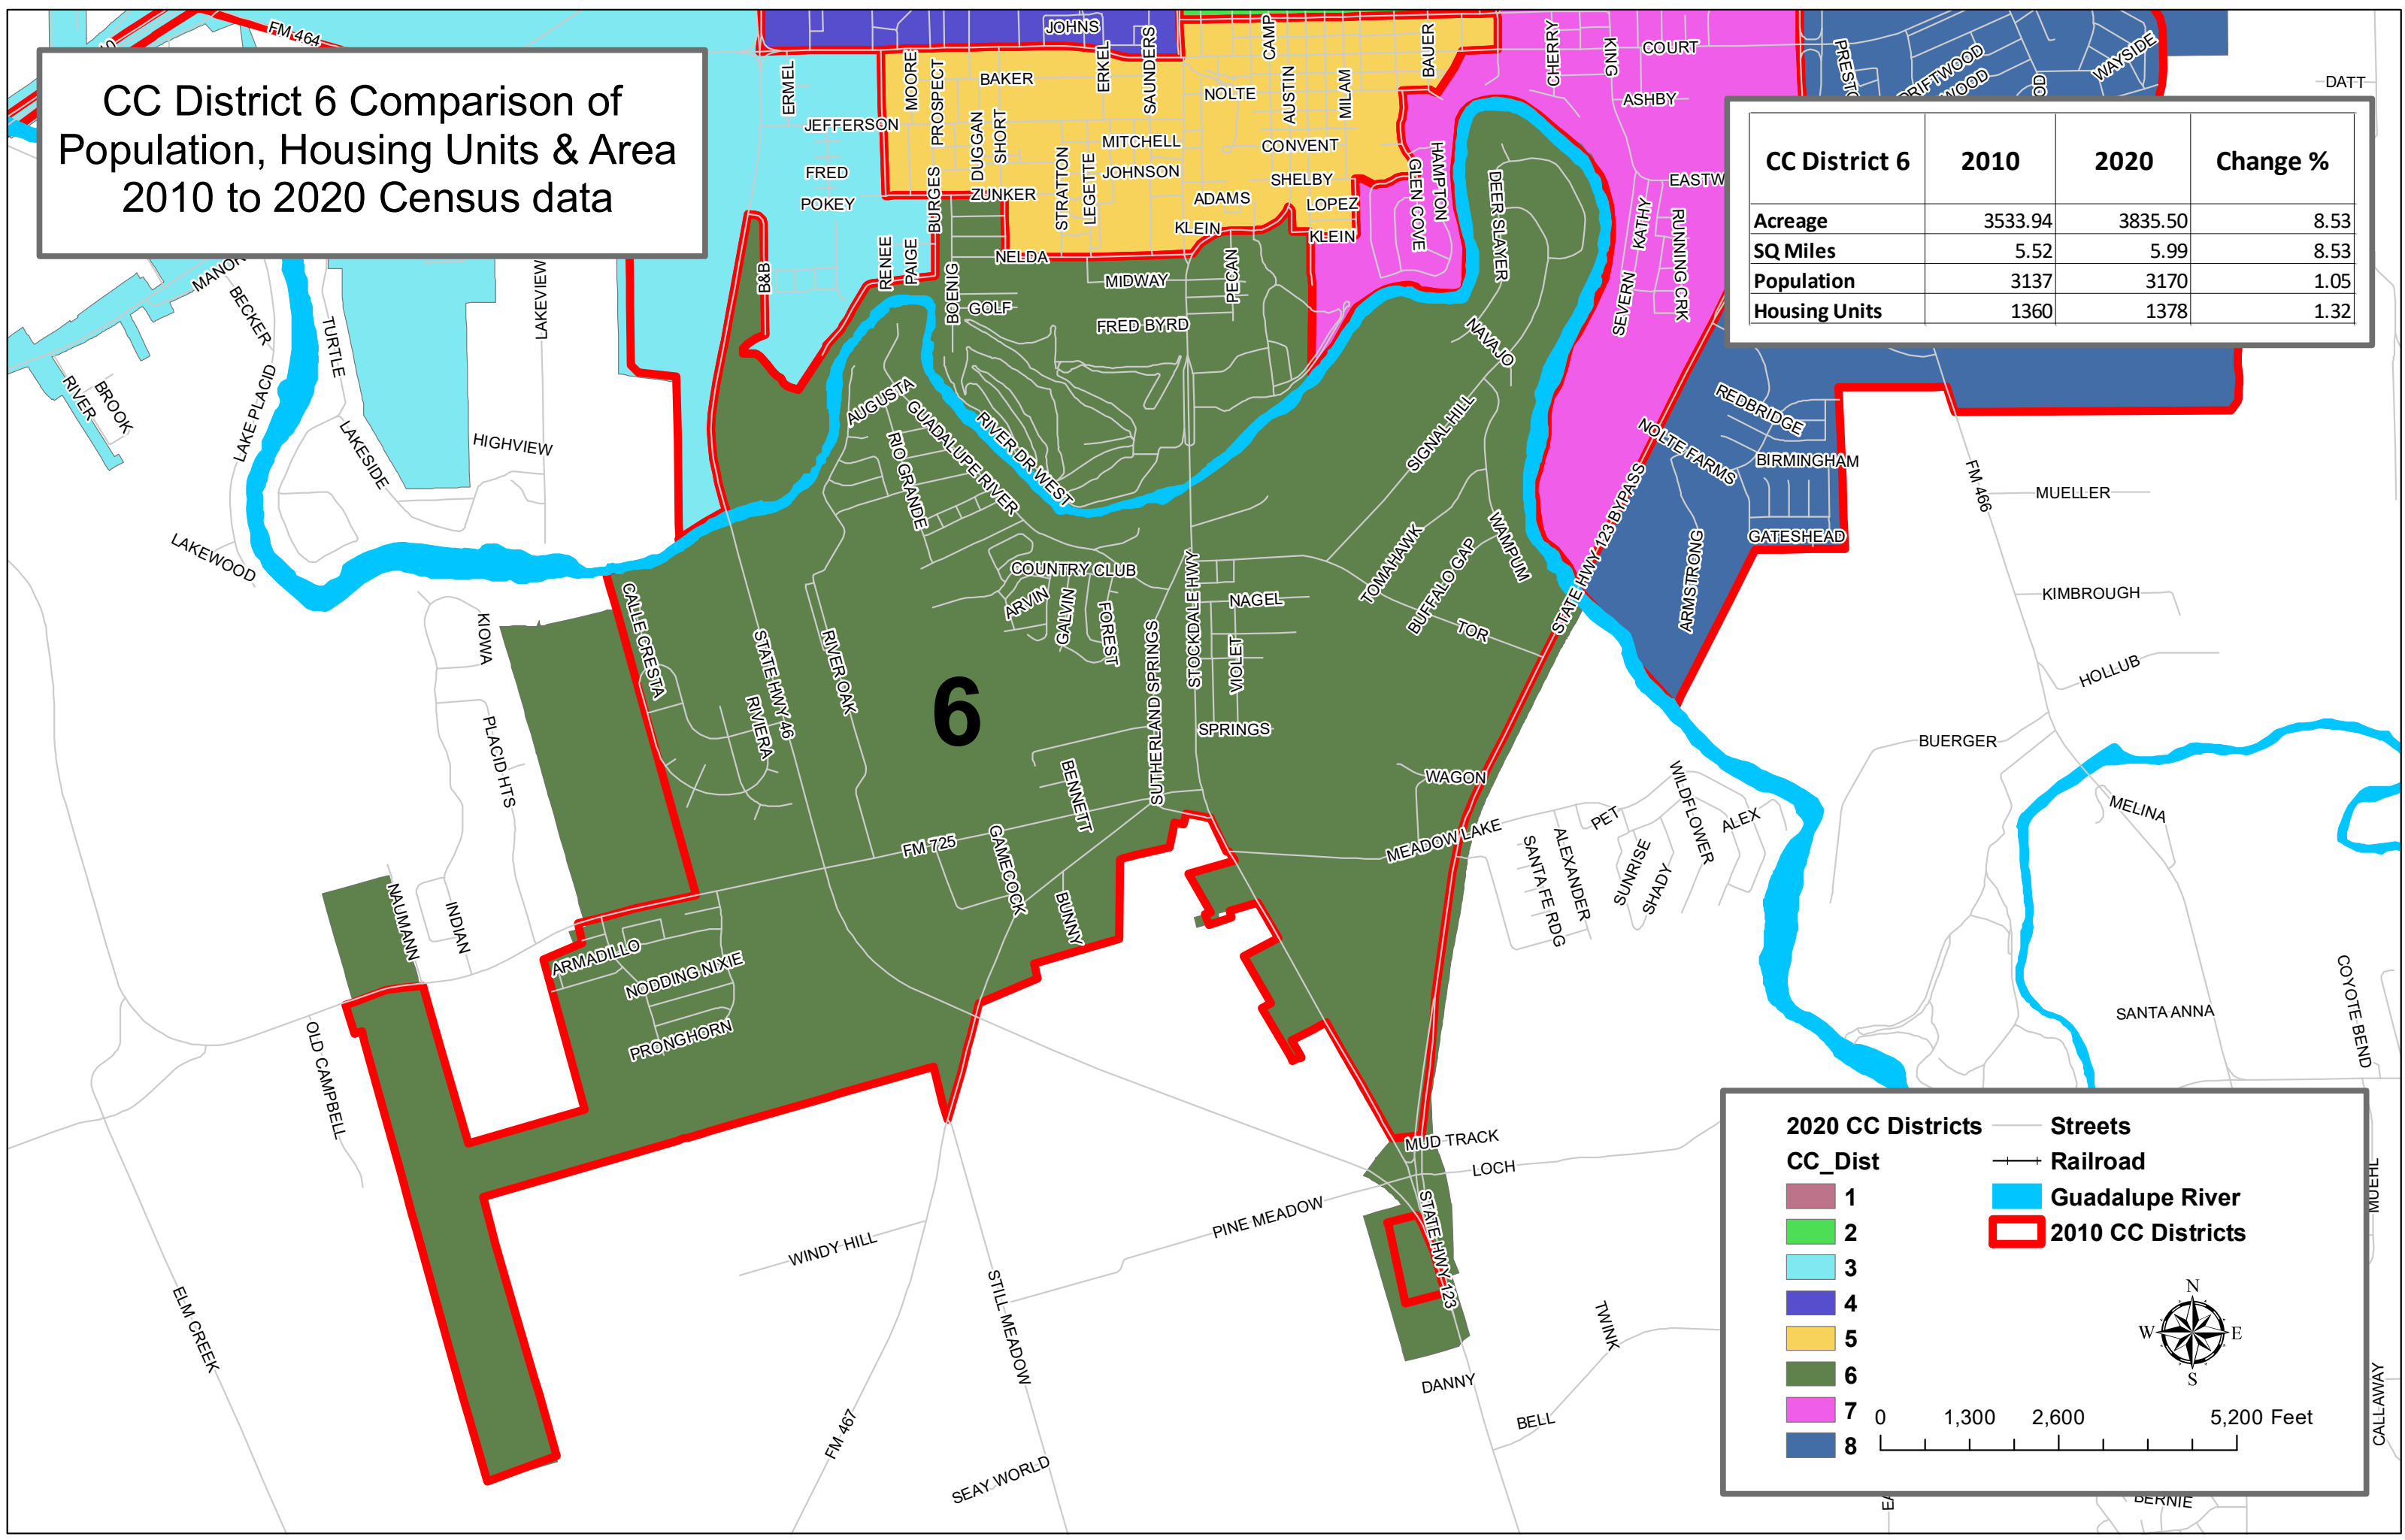 CC District 6 Comparison of
Population, Housing Units & Area
2010 to 2020 Census data
CC District 6 2010 2020 Change %
Acreage 3533.94 3835.50 8.53
SQ Miles 5.52 5.99 8.53
Population 3137 3170 1.05
Housing Units 1360 1378 1.32
FM 464
JOHNS
CAMP
BAUER
CHERRY
KING
COURT
WAYSIDE
DRIFTWOOD
DATT
ERMEL
MOORE
PROSPECT
BAKER
ERKEL
SAUNDERS
NOLTE
AUSTIN
MILAM
ASHBY
JEFFERSON
DUGGAN
SHORT
MITCHELL
CONVENT
HAMPTON
FRED
STRATTON
LEGETTE
JOHNSON
SHELBY
GLEN COVE
DEER SLAYER
POKEY
BURGES
ZUNKER
ADAMS
LOPEZ
KLEIN
KLEIN
KATHY
RUNNING CRK
SEVERN
MANOR
BECKER
TURTLE
LAKEVIEW
B&B
RENEE
PAIGE
BOENIG
NELDA
MIDWAY
PECAN
GOLF
FRED BYRD
NAVAJO
RIVER
BROOK
LAKE PLACID
LAKESIDE
HIGHVIEW
AUGUSTA
GUADALUPE RIVER
RIVER DR WEST
RIO GRANDE
SIGNAL HILL
REDBRIDGE
NOLTE FARMS
BIRMINGHAM
FM 466
MUELLER
LAKEWOOD
WAMPUM
STATE HWY 123 BYPASS
GATESHEAD
ARMSTRONG
KIMBROUGH
HOLLUB
KIOWA
CALLE CRESTA
STATE HWY 46
RIVER OAK
COUNTRY CLUB
ARVIN
GALVIN
FOREST
STOCKDALE HWY
NAGEL
TOMAHAWK
BUFFALO GAP
TOR
VIOLET
SUTHERLAND SPRINGS
SPRINGS
6
RIVIERA
PLACID HTS
BENNETT
WAGON
BUERGER
MELINA
WILDFLOWER
ALEX
PET
MEADOW LAKE
FM 725
GAMECOCK
BUNNY
SANTA FE RDG
ALEXANDER
SUNRISE
SHADY
NAUMANN
INDIAN
ARMADILLO
NODDING NIXIE
PRONGHORN
OLD CAMPBELL
SANTA ANNA
COYOTE BEND
MUD TRACK
LOCH
PINE MEADOW
STATE HWY 123
WINDY HILL
STILL MEADOW
ELM CREEK
FM 467
SEAY WORLD
DANNY
BELL
TWINK
MUEHL
CALLAWAY
BERNIE
2020 CC Districts
CC_Dist
1
2
3
4
5
6
7
8
Streets
Railroad
Guadalupe River
2010 CC Districts
N
W E
S
0 1,300 2,600 5,200 Feet